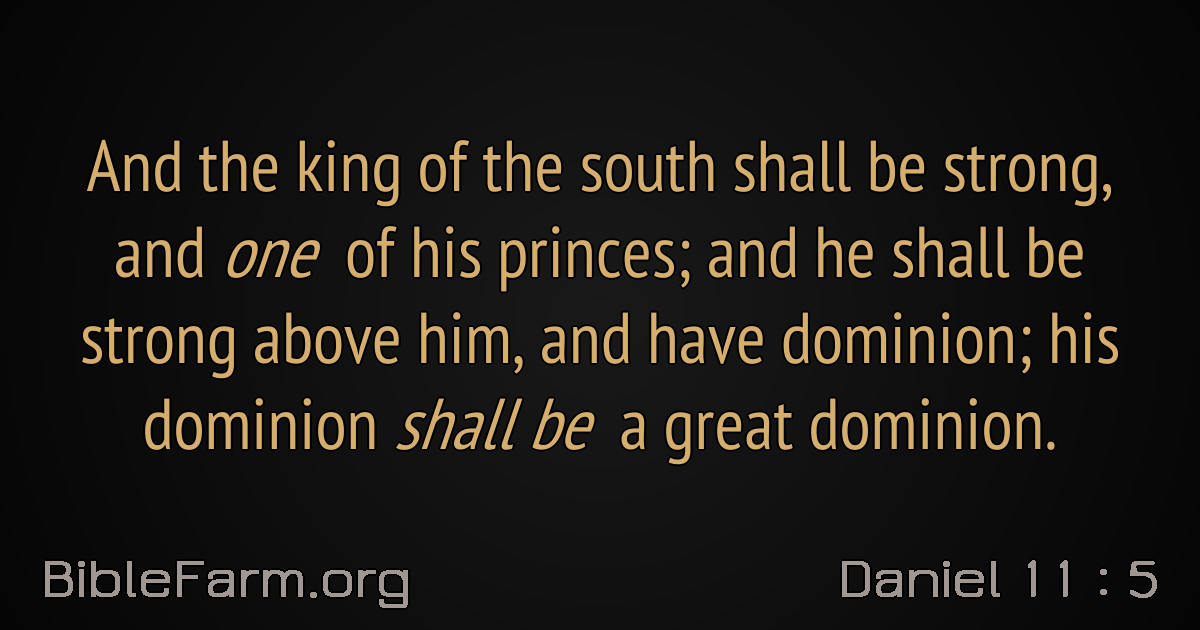 And the king of the south shall be strong,
and one of his princes; and he shall be
strong above him, and have dominion; his
dominion shall be a great dominion.
BibleFarm.org
Daniel 11 : 5